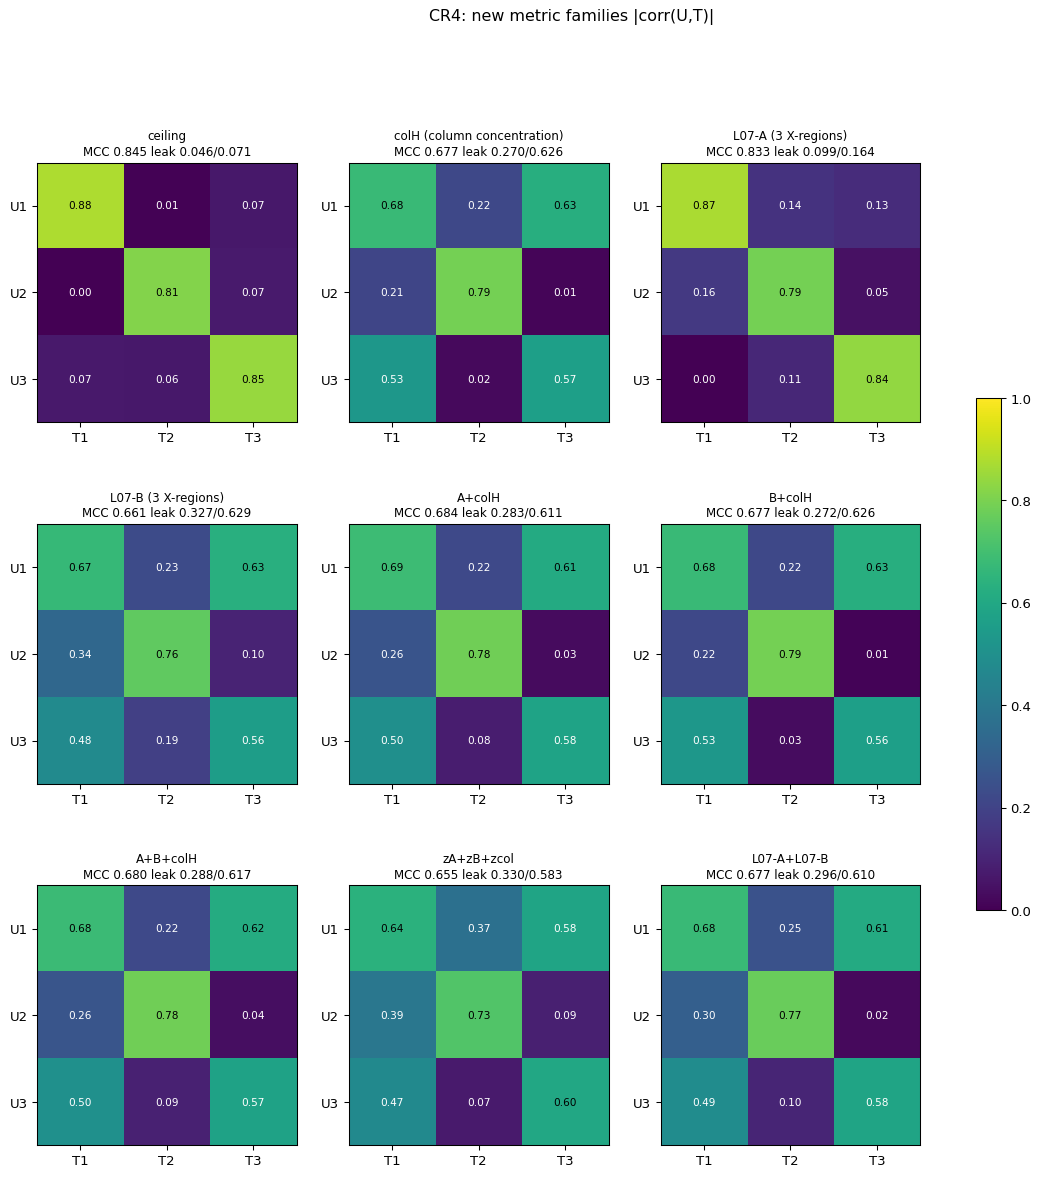 CR4: new metric families |corr(U,T)|
ceiling
MCC 0.845 leak 0.046/0.071
U1 0.88 0.01 0.07
U2 0.00 0.81 0.07
U3 0.07 0.06 0.85
T1 T2 T3
colH (column concentration)
MCC 0.677 leak 0.270/0.626
U1 0.68 0.22 0.63
U2 0.21 0.79 0.01
U3 0.53 0.02 0.57
T1 T2 T3
L07-A (3 X-regions)
MCC 0.833 leak 0.099/0.164
U1 0.87 0.14 0.13
U2 0.16 0.79 0.05
U3 0.00 0.11 0.84
T1 T2 T3
L07-B (3 X-regions)
MCC 0.661 leak 0.327/0.629
U1 0.67 0.23 0.63
U2 0.34 0.76 0.10
U3 0.48 0.19 0.56
T1 T2 T3
A+colH
MCC 0.684 leak 0.283/0.611
U1 0.69 0.22 0.61
U2 0.26 0.78 0.03
U3 0.50 0.08 0.58
T1 T2 T3
B+colH
MCC 0.677 leak 0.272/0.626
U1 0.68 0.22 0.63
U2 0.22 0.79 0.01
U3 0.53 0.03 0.56
T1 T2 T3
A+B+colH
MCC 0.680 leak 0.288/0.617
U1 0.68 0.22 0.62
U2 0.26 0.78 0.04
U3 0.50 0.09 0.57
T1 T2 T3
zA+zB+zcol
MCC 0.655 leak 0.330/0.583
U1 0.64 0.37 0.58
U2 0.39 0.73 0.09
U3 0.47 0.07 0.60
T1 T2 T3
L07-A+L07-B
MCC 0.677 leak 0.296/0.610
U1 0.68 0.25 0.61
U2 0.30 0.77 0.02
U3 0.49 0.10 0.58
T1 T2 T3
1.0
0.8
0.6
0.4
0.2
0.0